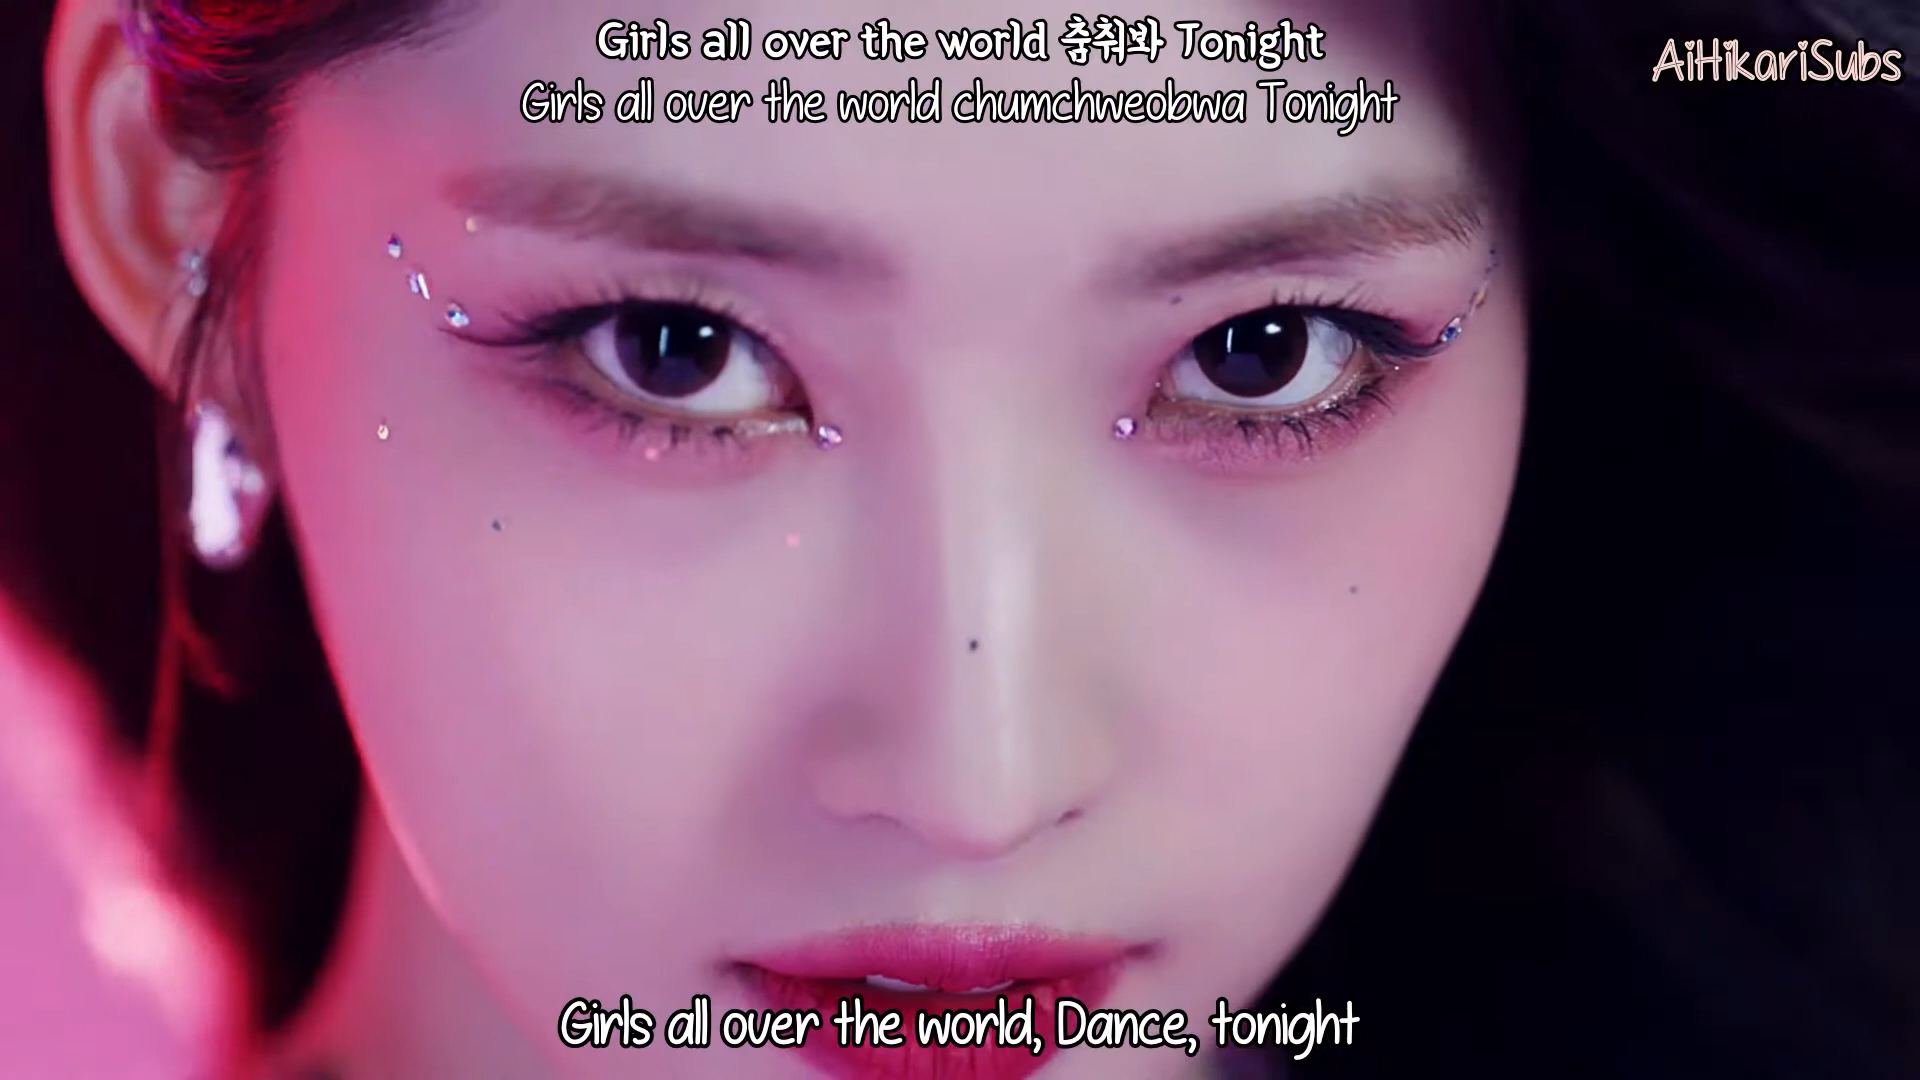 Girls all over the world 춤춰봐 Tonight
AiHikariSubs
Girls all over the world chumchweobwa Tonight
Girls all over the world, Dance, tonight